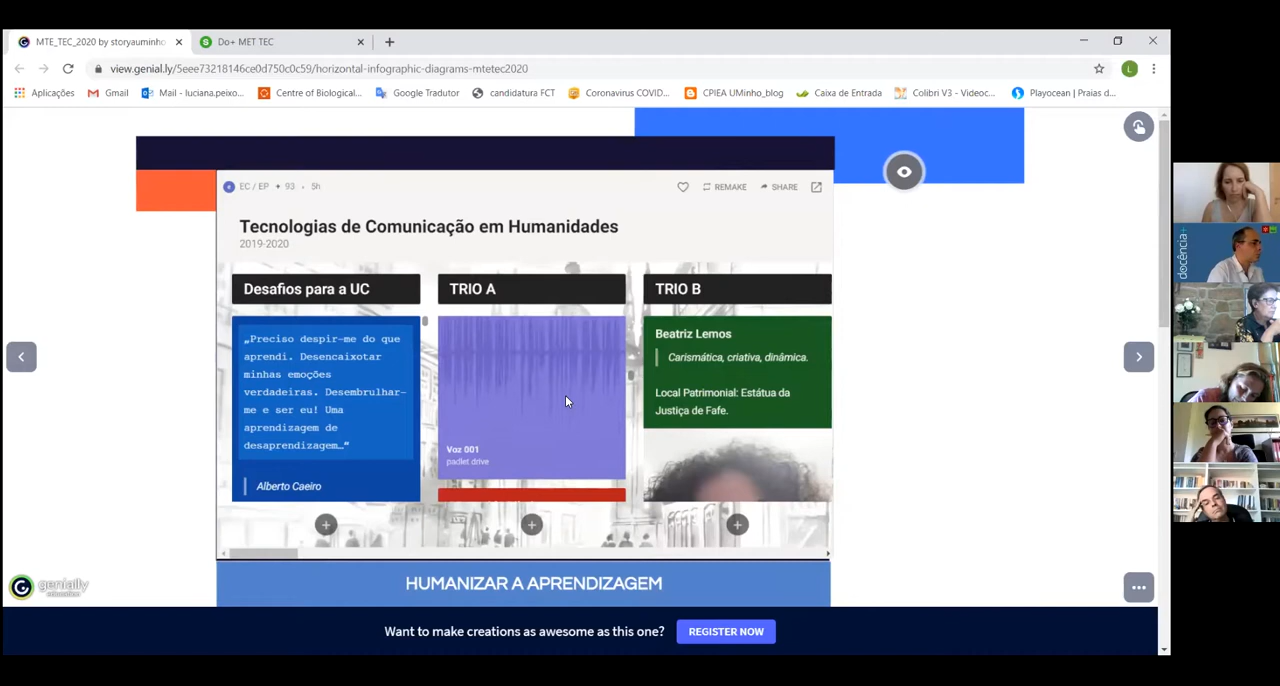 MTE_TEC_2020 by storyauminho
Do+ MET TEC
view.genial.ly/5eee73218146ce0d750c0c59/horizontal-infographic-diagrams-mtetec2020
L
Aplicações
Gmail
Mail - luciana.peixo...
Centre of Biological...
Google Tradutor
candidatura FCT
Coronavirus COVID...
CPIEA UMinho_blog
Caixa de Entrada
Colibri V3 - Videoc...
Playocean | Praias d...
EC / EP + 93 • 5h
REMAKE
SHARE
Tecnologias de Comunicação em Humanidades
2019-2020
Desafios para a UC
„Preciso despir-me do que
aprendi. Desencaixotar
minhas emoções
verdadeiras. Desembrulhar-
me e ser eu! Uma
aprendizagem de
desaprendizagem…"
Alberto Caeiro
TRIO A
Voz 001
padlet drive
TRIO B
Beatriz Lemos
Carismática, criativa, dinâmica.
Local Patrimonial: Estátua da
Justiça de Fafe.
HUMANIZAR A APRENDIZAGEM
genially
education
Want to make creations as awesome as this one?
REGISTER NOW
docência+